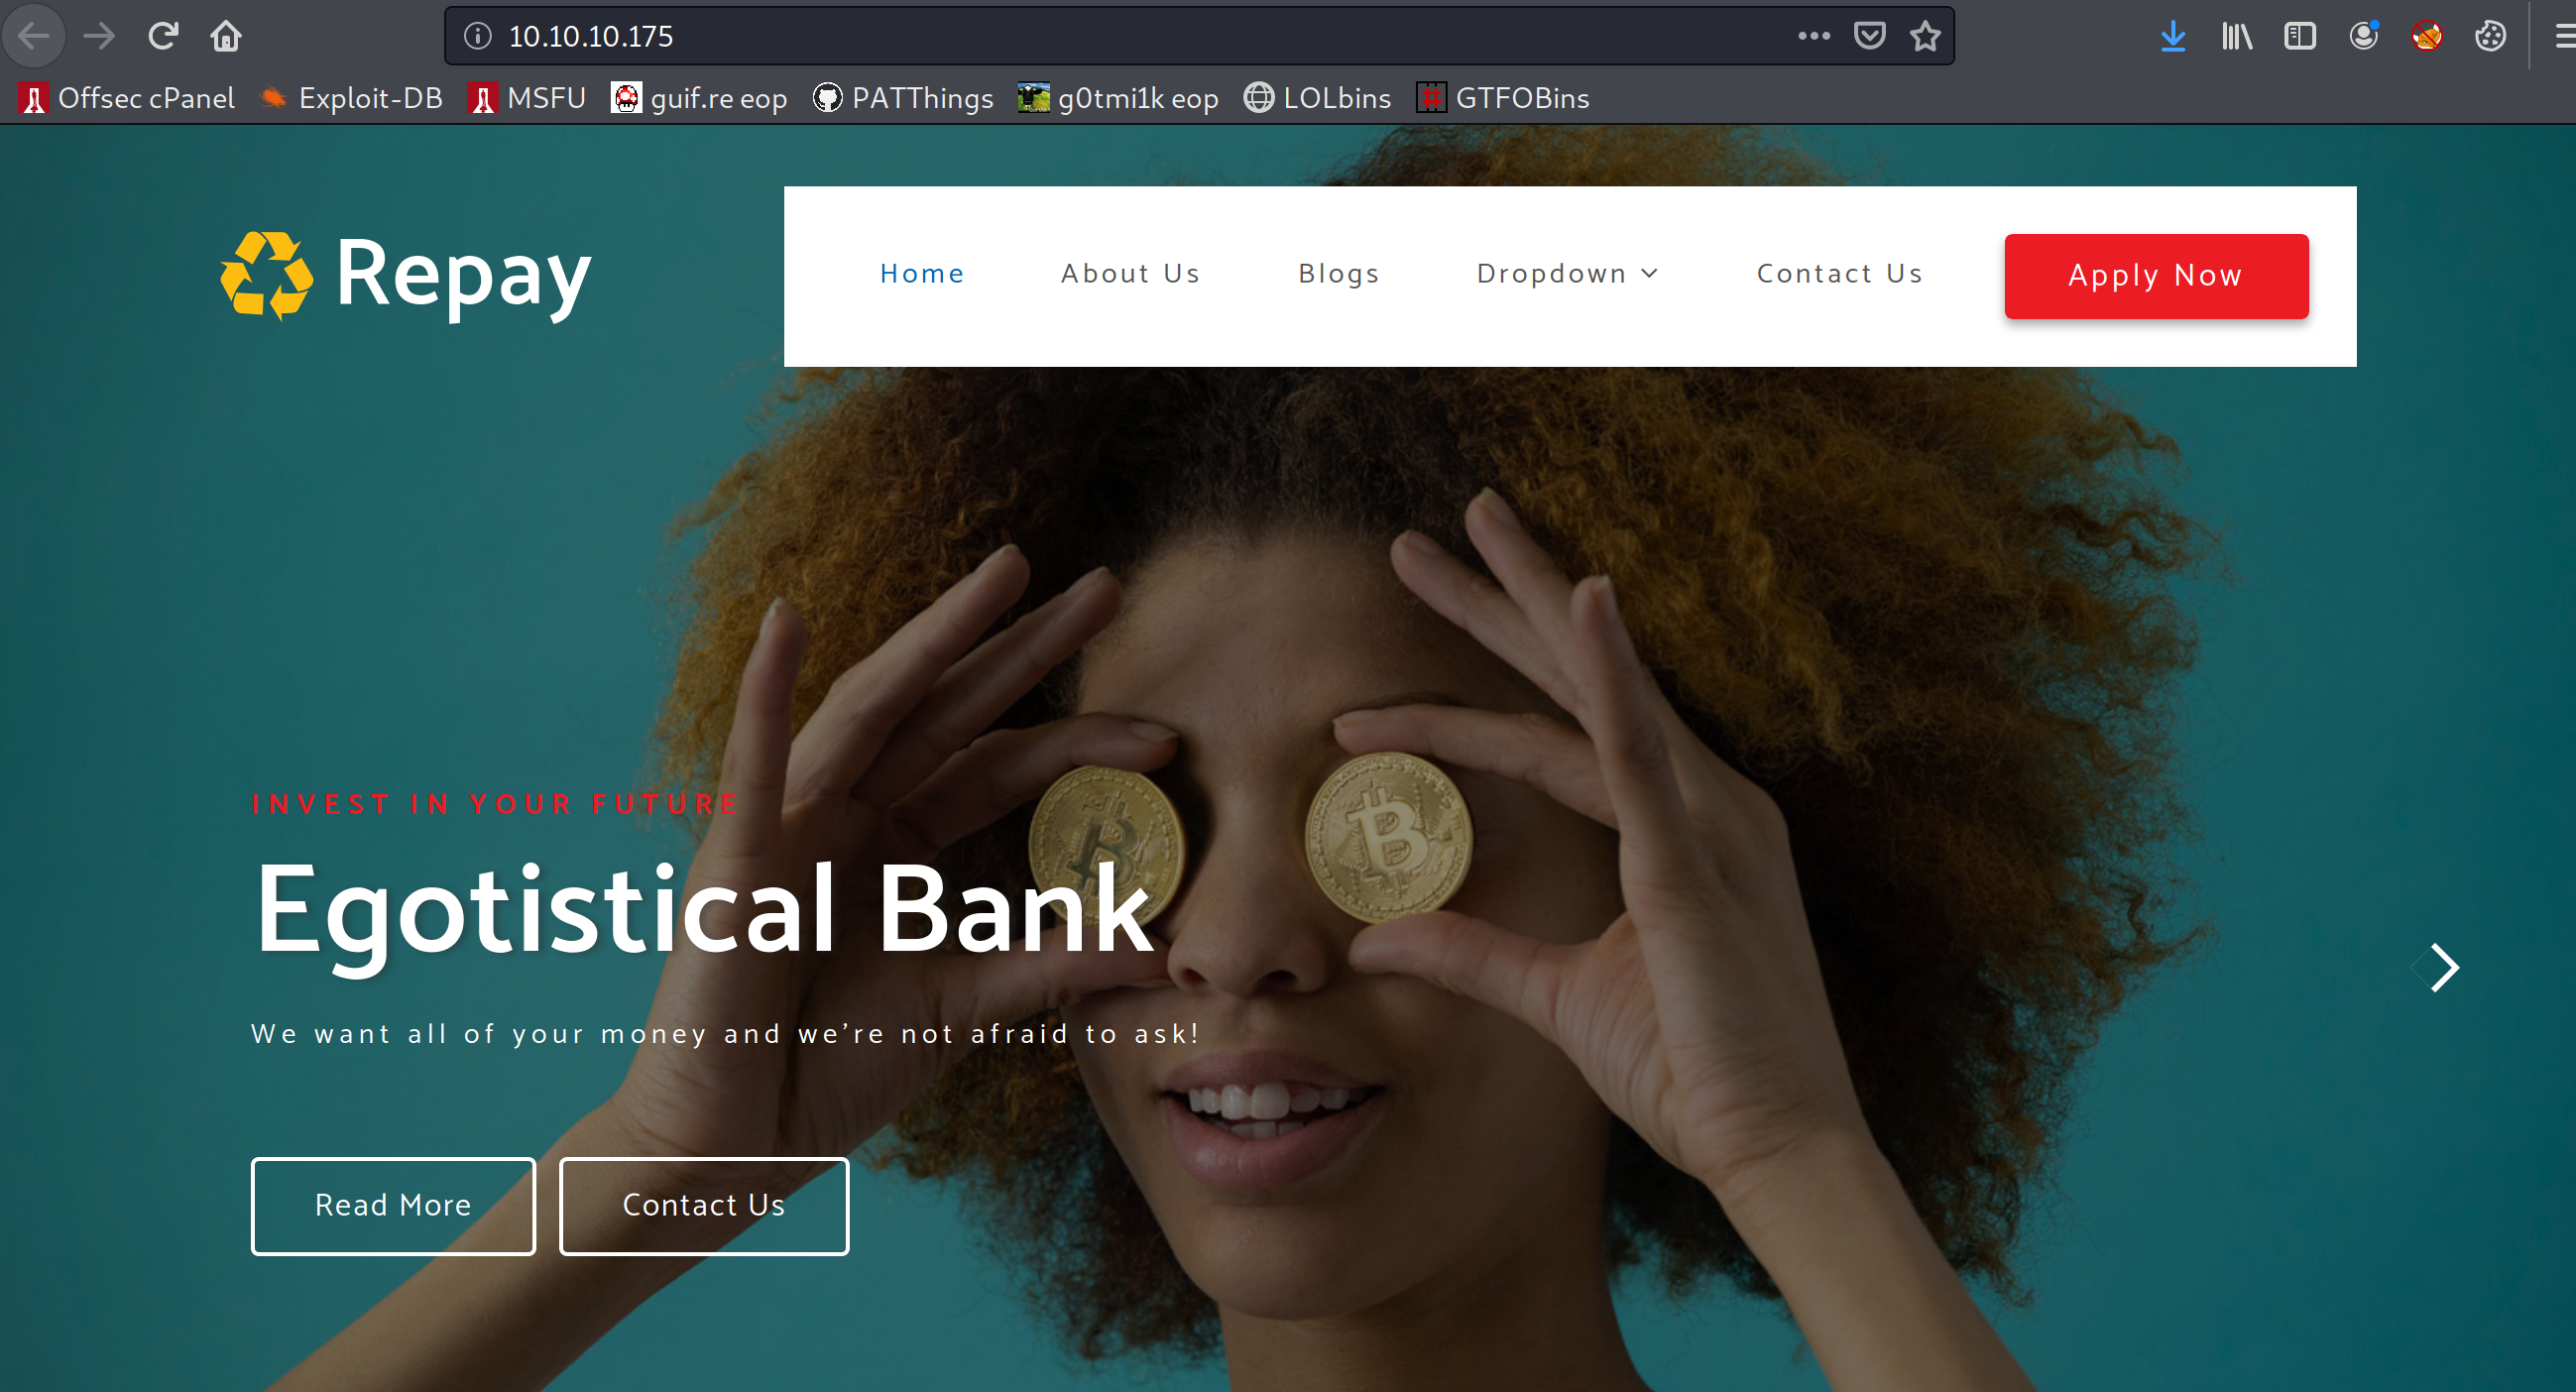 10.10.10.175
Offsec cPanel Exploit-DB MSFU guif.re eop PATThings g0tmi1k eop LOLbins GTFOBins
Repay
Home About Us Blogs Dropdown Contact Us Apply Now
INVEST IN YOUR FUTURE
Egotistical Bank
We want all of your money and we're not afraid to ask!
Read More Contact Us